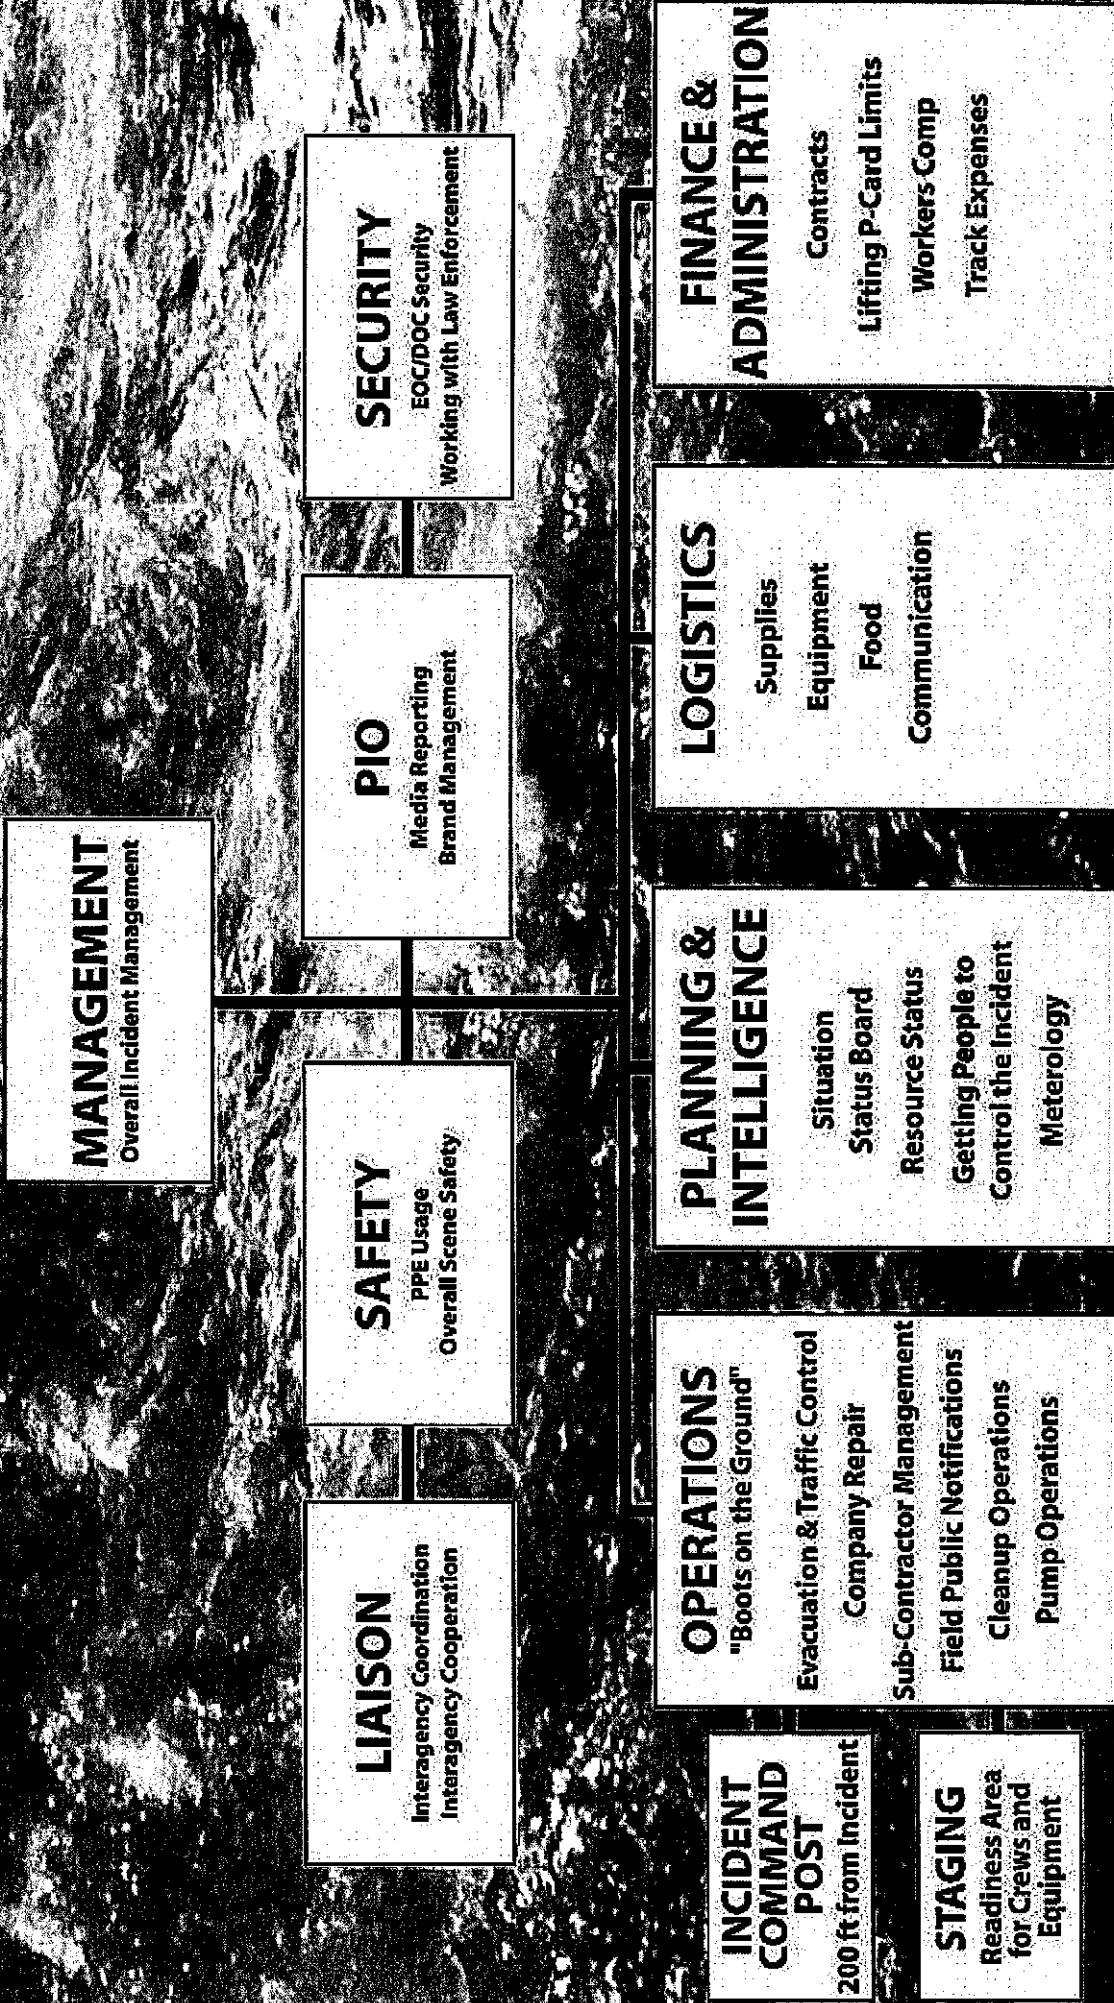 MANAGEMENT
Overall Incident Management
LIAISON
Interagency Coordination
Interagency Cooperation
SAFETY
PPE Usage
Overall Scene Safety
PIO
Media Reporting
Brand Management
SECURITY
EOC/DOC Security
Working with Law Enforcement
INCIDENT
COMMAND
POST
200 ft from Incident
STAGING
Readiness Area
for Crews and
Equipment
OPERATIONS
"Boots on the Ground"
Evacuation & Traffic Control
Company Repair
Sub-Contractor Management
Field Public Notifications
Cleanup Operations
Pump Operations
PLANNING &
INTELLIGENCE
Situation
Status Board
Resource Status
Getting People to
Control the Incident
Meterology
LOGISTICS
Supplies
Equipment
Food
Communication
FINANCE &
ADMINISTRATION
Contracts
Lifting P-Card Limits
Workers Comp
Track Expenses